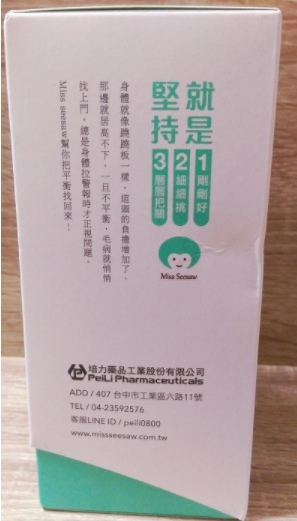 就是
堅持
1 剛剛好
2 細細挑
3 層層把關
Miss Seesaw
身體就像蹺蹺板一樣，這頭的負擔增加了，
那邊就居高不下，一旦不平衡，毛病就悄悄
找上門，總是身體拉警報時才正視問題。
Miss seesaw幫你把平衡找回來…
培力藥品工業股份有限公司
PeiLi Pharmaceuticals
ADD / 407 台中市工業區六路11號
TEL / 04-23592576
客服LINE ID / peili0800
www.missseesaw.com.tw